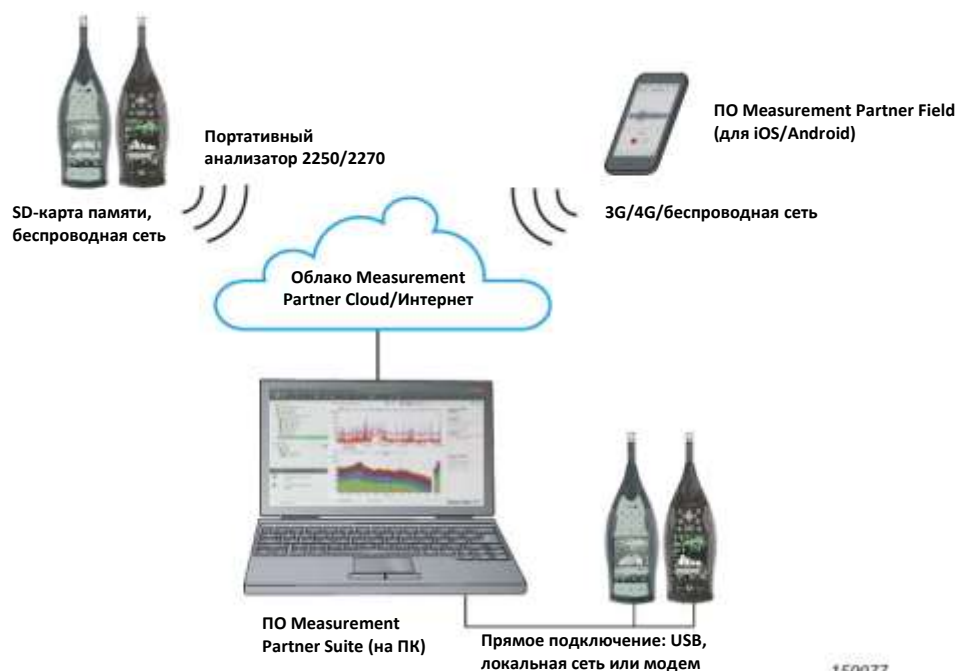 Портативный
анализатор 2250/2270
ПО Measurement Partner Field
(для iOS/Android)
SD-карта памяти,
беспроводная сеть
3G/4G/беспроводная сеть
Облако Measurement
Partner Cloud/Интернет
ПО Measurement
Partner Suite (на ПК)
Прямое подключение: USB,
локальная сеть или модем